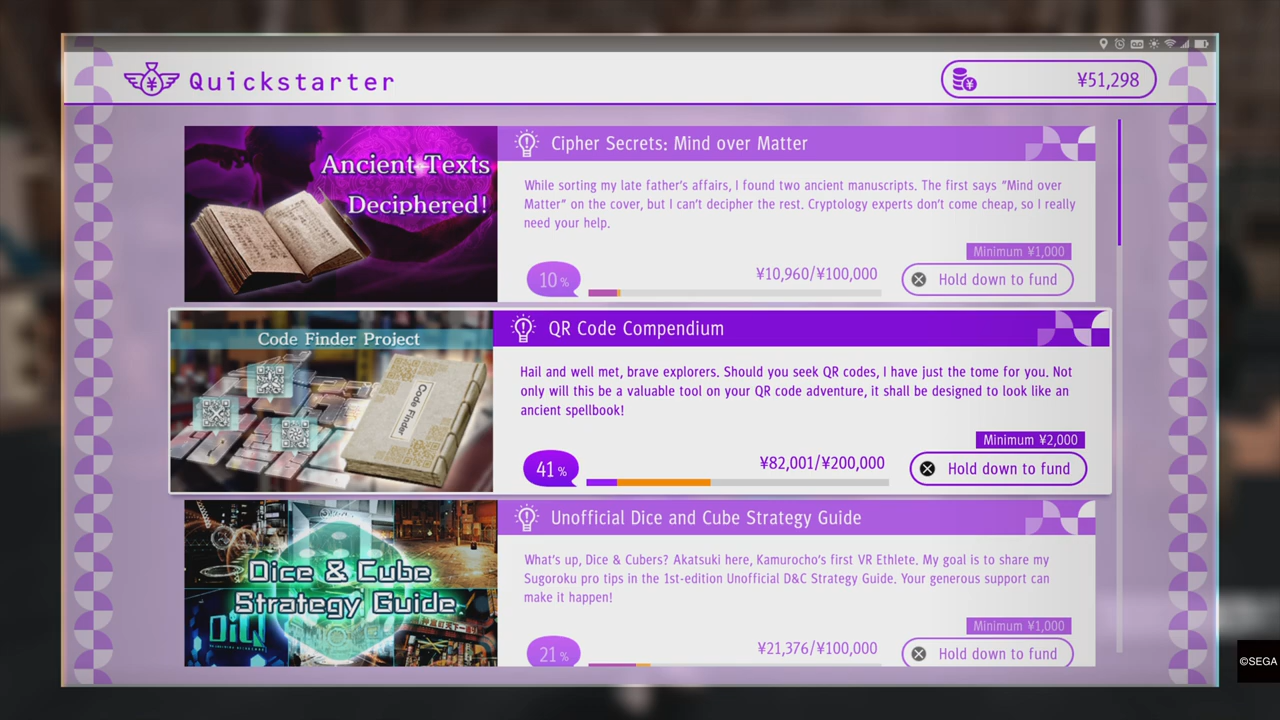 Quickstarter
¥51,298
Ancient Texts
Deciphered!
Cipher Secrets: Mind over Matter
While sorting my late father's affairs, I found two ancient manuscripts. The first says "Mind over
Matter" on the cover, but I can't decipher the rest. Cryptology experts don't come cheap, so I really
need your help.
Minimum ¥1,000
10%
¥10,960/¥100,000
Hold down to fund
Code Finder Project
Code Finder
QR Code Compendium
Hail and well met, brave explorers. Should you seek QR codes, I have just the tome for you. Not
only will this be a valuable tool on your QR code adventure, it shall be designed to look like an
ancient spellbook!
Minimum ¥2,000
41%
¥82,001/¥200,000
Hold down to fund
Dice & Cube
Strategy Guide
Unofficial Dice and Cube Strategy Guide
What's up, Dice & Cubers? Akatsuki here, Kamurocho's first VR Ethlete. My goal is to share my
Sugoroku pro tips in the 1st-edition Unofficial D&C Strategy Guide. Your generous support can
make it happen!
Minimum ¥1,000
21%
¥21,376/¥100,000
Hold down to fund
©SEGA